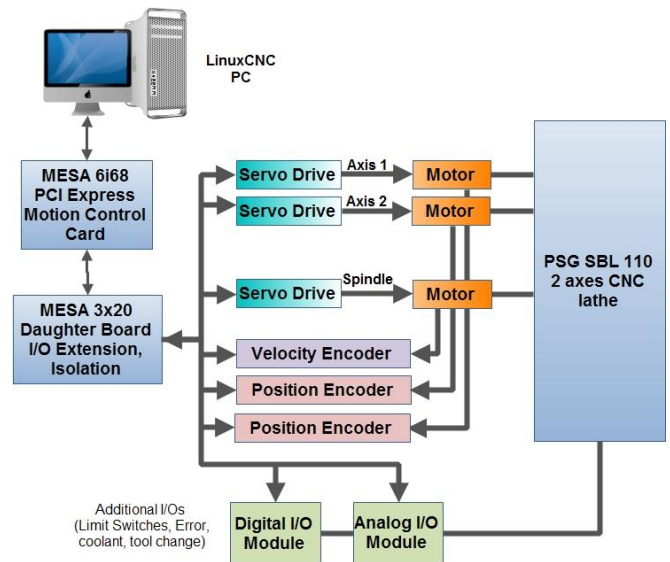 LinuxCNC
PC
MESA 6i68
PCI Express
Motion Control
Card
MESA 3x20
Daughter Board
I/O Extension,
Isolation
Servo Drive
Axis 1
Motor
Servo Drive
Axis 2
Motor
Servo Drive
Spindle
Motor
Velocity Encoder
Position Encoder
Position Encoder
PSG SBL 110
2 axes CNC
lathe
Additional I/Os
(Limit Switches, Error,
coolant, tool change)
Digital I/O
Module
Analog I/O
Module